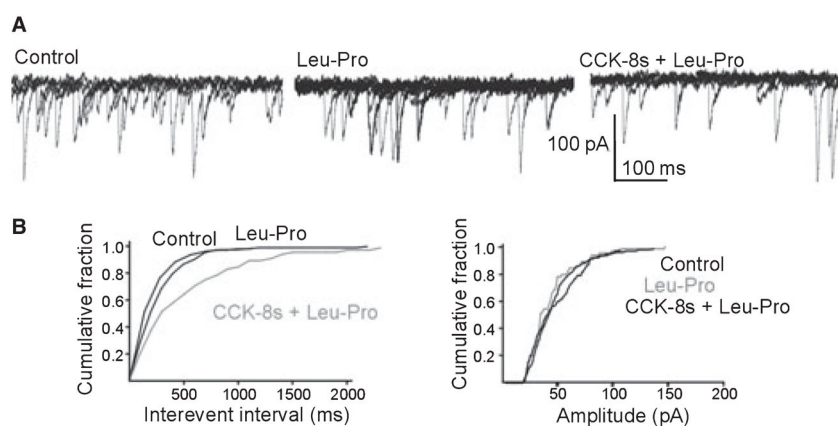 A
Control
Leu-Pro
CCK-8s + Leu-Pro
100 pA
100 ms
B
Cumulative fraction
1.0
0.8
0.6
0.4
0.2
Control
Leu-Pro
CCK-8s + Leu-Pro
500
1000
1500
2000
Interevent interval (ms)
Cumulative fraction
1.0
0.8
0.6
0.4
0.2
Control
Leu-Pro
CCK-8s + Leu-Pro
50
100
150
200
Amplitude (pA)